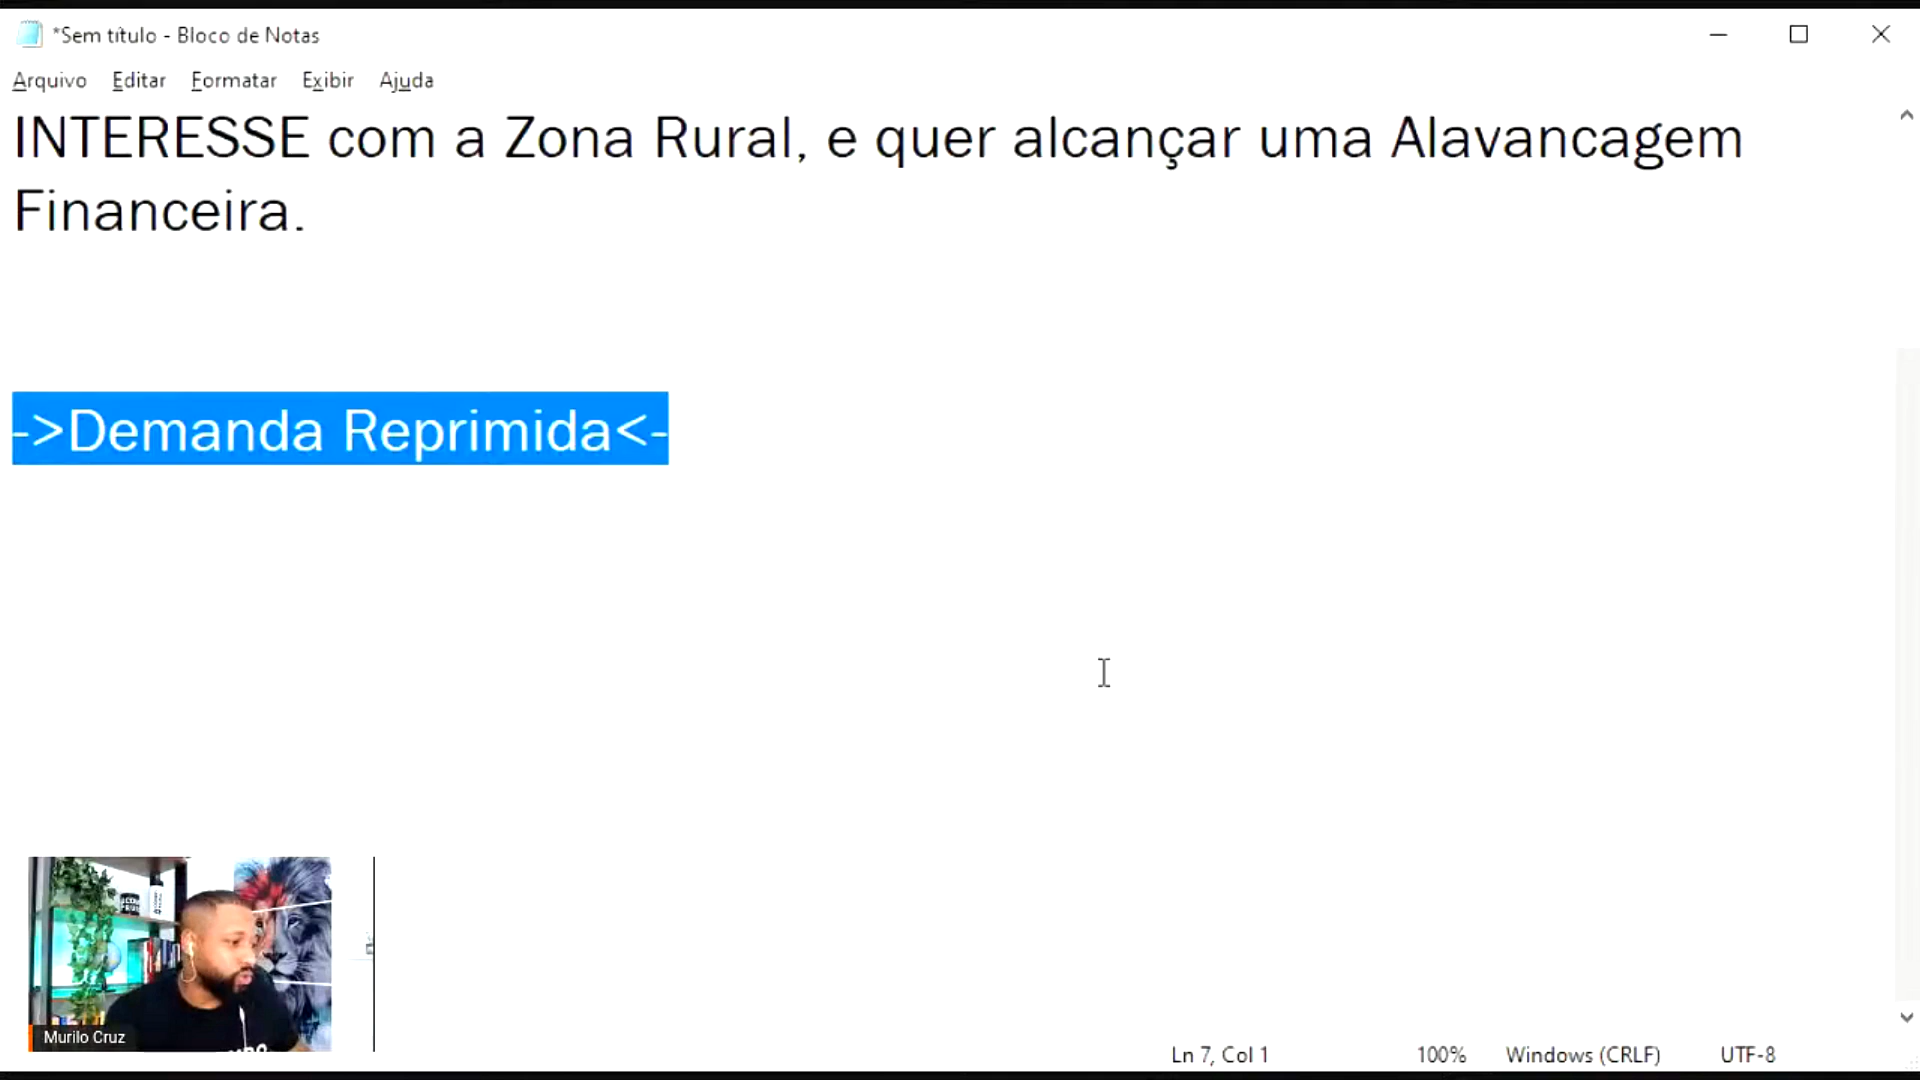 *Sem título - Bloco de Notas
Arquivo Editar Formatar Exibir Ajuda
INTERESSE com a Zona Rural, e quer alcançar uma Alavancagem
Financeira.
->Demanda Reprimida<-
Murilo Cruz
Ln 7, Col 1 100% Windows (CRLF) UTF-8